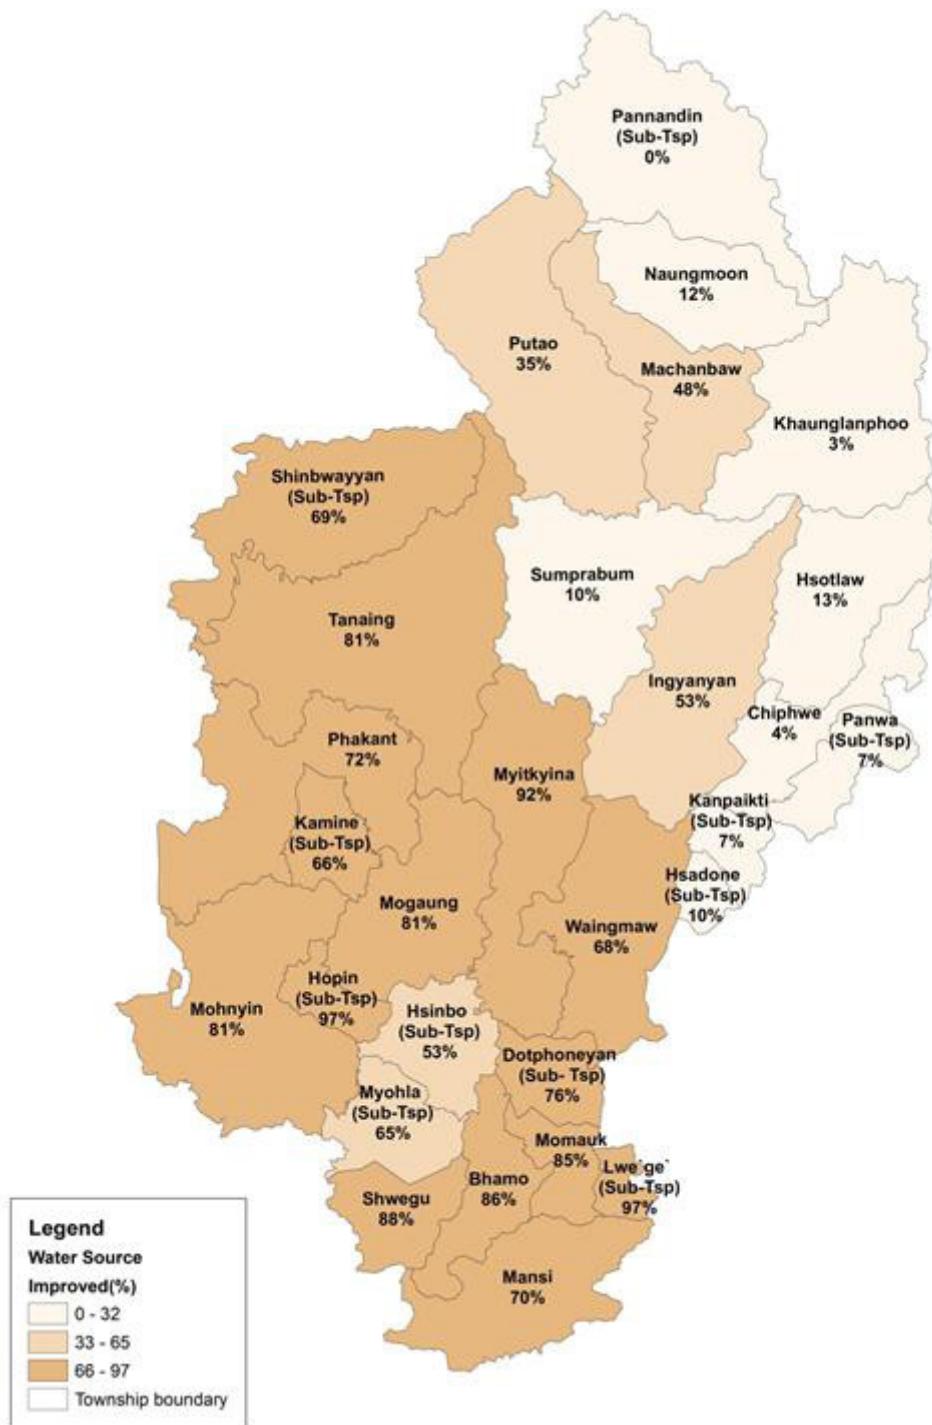 Pannandin
(Sub-Tsp)
0%
Naungmoon
12%
Putao
35%
Machanbaw
48%
Khaunglanphoo
3%
Shinbwayyan
(Sub-Tsp)
69%
Sumprabum
10%
Hsotlaw
13%
Tanaing
81%
Ingyanyan
53%
Chiphwe
4%
Panwa
(Sub-Tsp)
7%
Phakant
72%
Myitkyina
92%
Kanpaikti
(Sub-Tsp)
7%
Kamine
(Sub-Tsp)
66%
Hsadone
(Sub-Tsp)
10%
Mogaung
81%
Waingmaw
68%
Hopin
(Sub-Tsp)
97%
Mohnyin
81%
Hsinbo
(Sub-Tsp)
53%
Dotphoneyan
(Sub- Tsp)
76%
Myohla
(Sub-Tsp)
65%
Momauk
85%
Lwe`ge`
(Sub-Tsp)
97%
Bhamo
86%
Shwegu
88%
Mansi
70%
Legend
Water Source
Improved(%)
0 - 32
33 - 65
66 - 97
Township boundary